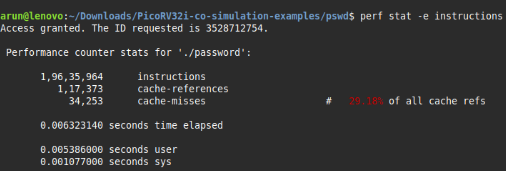 arun@lenovo:~/Downloads/PicoRV32i-co-simulation-examples/pswd$ perf stat -e instructions
Access granted. The ID requested is 3528712754.
Performance counter stats for './password':
1,96,35,964 instructions
1,17,373 cache-references
34,253 cache-misses # 29.18% of all cache refs
0.006323140 seconds time elapsed
0.005386000 seconds user
0.001077000 seconds sys